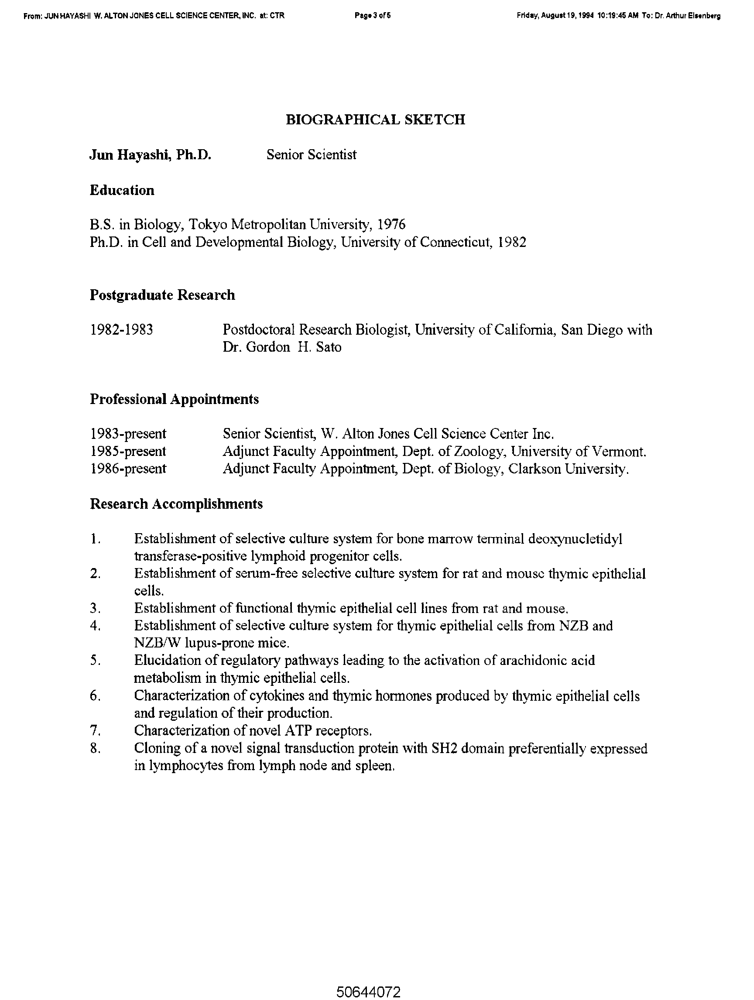 From: JUN HAYASHI W. ALTON JONES CELL SCIENCE CENTER, INC. at: CTR Page 3 of 5 Friday, August 19, 1994 10:19:45 AM To: Dr. Arthur Eisenberg
BIOGRAPHICAL SKETCH
Jun Hayashi, Ph.D. Senior Scientist
Education
B.S. in Biology, Tokyo Metropolitan University, 1976
Ph.D. in Cell and Developmental Biology, University of Connecticut, 1982
Postgraduate Research
1982-1983 Postdoctoral Research Biologist, University of California, San Diego with
Dr. Gordon H. Sato
Professional Appointments
1983-present Senior Scientist, W. Alton Jones Cell Science Center Inc.
1985-present Adjunct Faculty Appointment, Dept. of Zoology, University of Vermont.
1986-present Adjunct Faculty Appointment, Dept. of Biology, Clarkson University.
Research Accomplishments
1. Establishment of selective culture system for bone marrow terminal deoxynucletidyl
transferase-positive lymphoid progenitor cells.
2. Establishment of serum-free selective culture system for rat and mouse thymic epithelial
cells.
3. Establishment of functional thymic epithelial cell lines from rat and mouse.
4. Establishment of selective culture system for thymic epithelial cells from NZB and
NZB/W lupus-prone mice.
5. Elucidation of regulatory pathways leading to the activation of arachidonic acid
metabolism in thymic epithelial cells.
6. Characterization of cytokines and thymic hormones produced by thymic epithelial cells
and regulation of their production.
7. Characterization of novel ATP receptors.
8. Cloning of a novel signal transduction protein with SH2 domain preferentially expressed
in lymphocytes from lymph node and spleen.
50644072